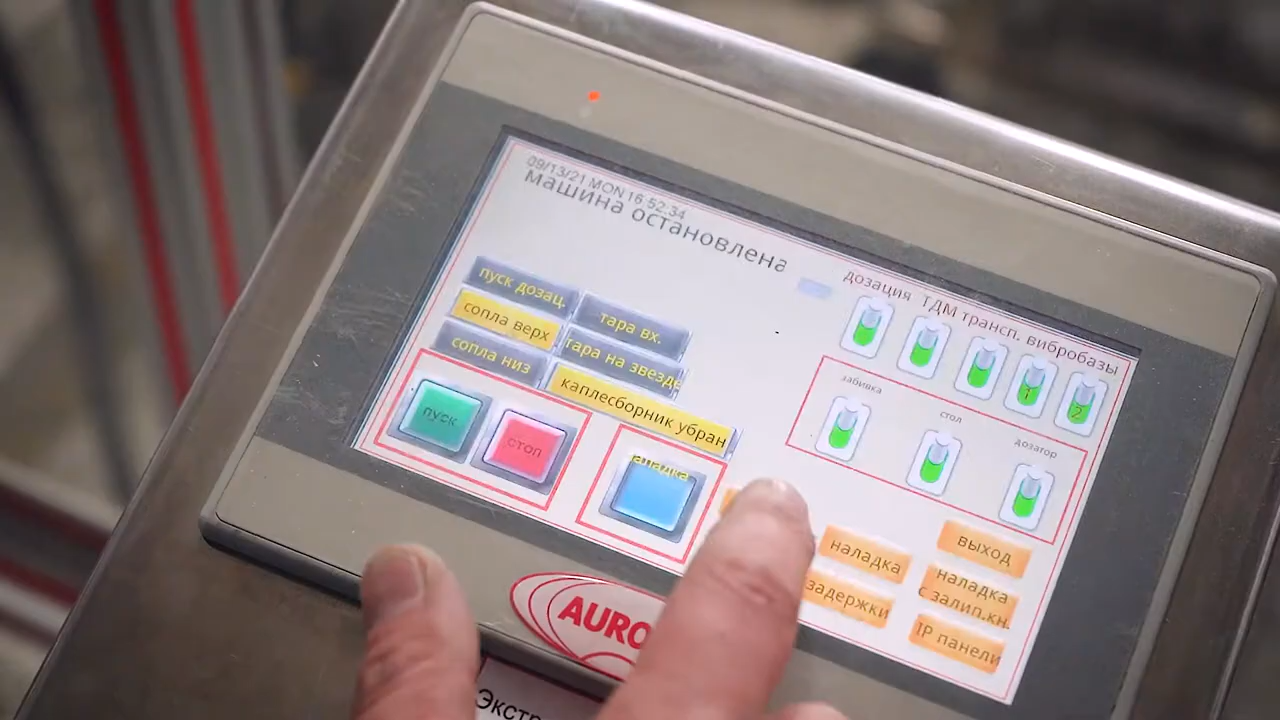 09/13/21 MON 16:52:34
машина остановлена
дозация ТДМ трансп. вибробазы
1
2
пуск дозац.
тара вх.
сопла верх
тара на звезде
сопла низ
каплесборник убран
забивка
стол
дозатор
пуск
стоп
наладка
наладка
выход
задержки
наладка
с залип.кн.
IP панели
AURO
Экстр